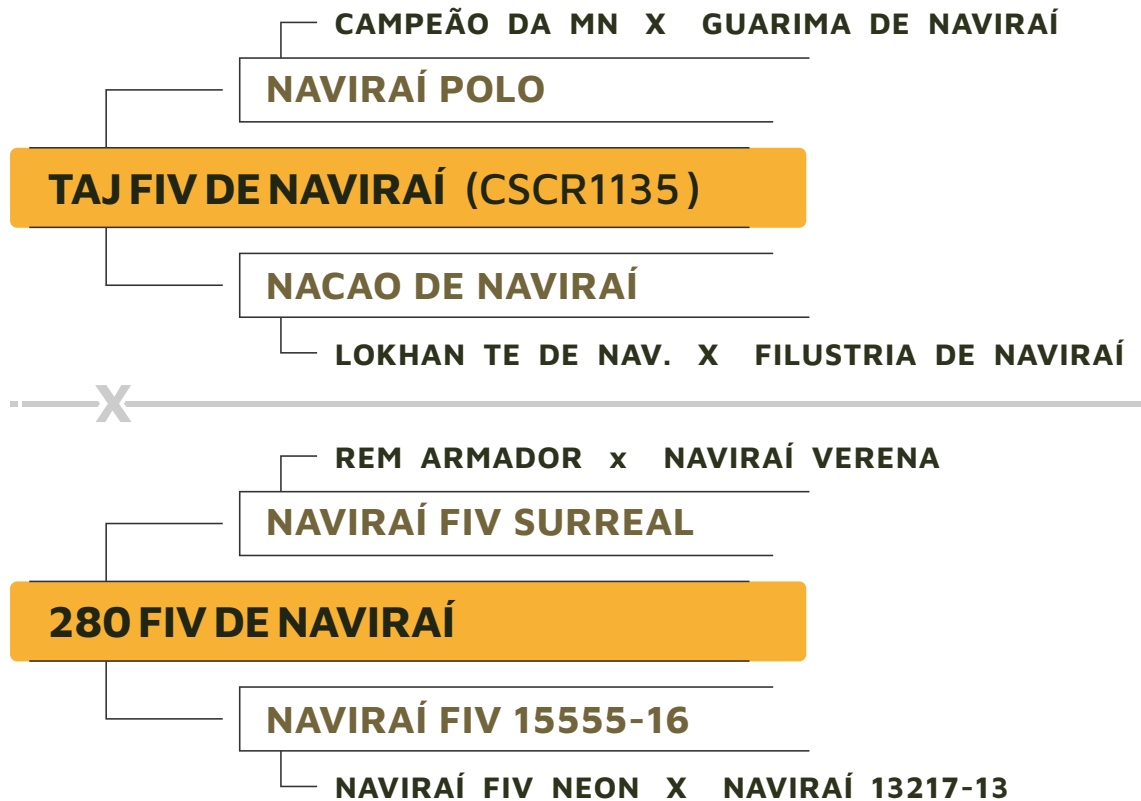 CAMPEÃO DA MN X GUARIMA DE NAVIRAÍ
NAVIRAÍ POLO
TAJ FIV DE NAVIRAÍ (CSCR1135)
NACAO DE NAVIRAÍ
LOKHAN TE DE NAV. X FILUSTRIA DE NAVIRAÍ
X
REM ARMADOR x NAVIRAÍ VERENA
NAVIRAÍ FIV SURREAL
280 FIV DE NAVIRAÍ
NAVIRAÍ FIV 15555-16
NAVIRAÍ FIV NEON X NAVIRAÍ 13217-13